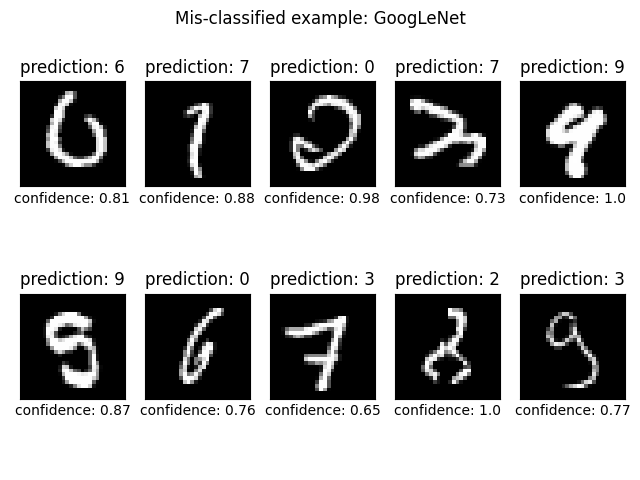 Mis-classified example: GoogLeNet
prediction: 6 prediction: 7 prediction: 0 prediction: 7 prediction: 9
confidence: 0.81 confidence: 0.88 confidence: 0.98 confidence: 0.73 confidence: 1.0
prediction: 9 prediction: 0 prediction: 3 prediction: 2 prediction: 3
confidence: 0.87 confidence: 0.76 confidence: 0.65 confidence: 1.0 confidence: 0.77